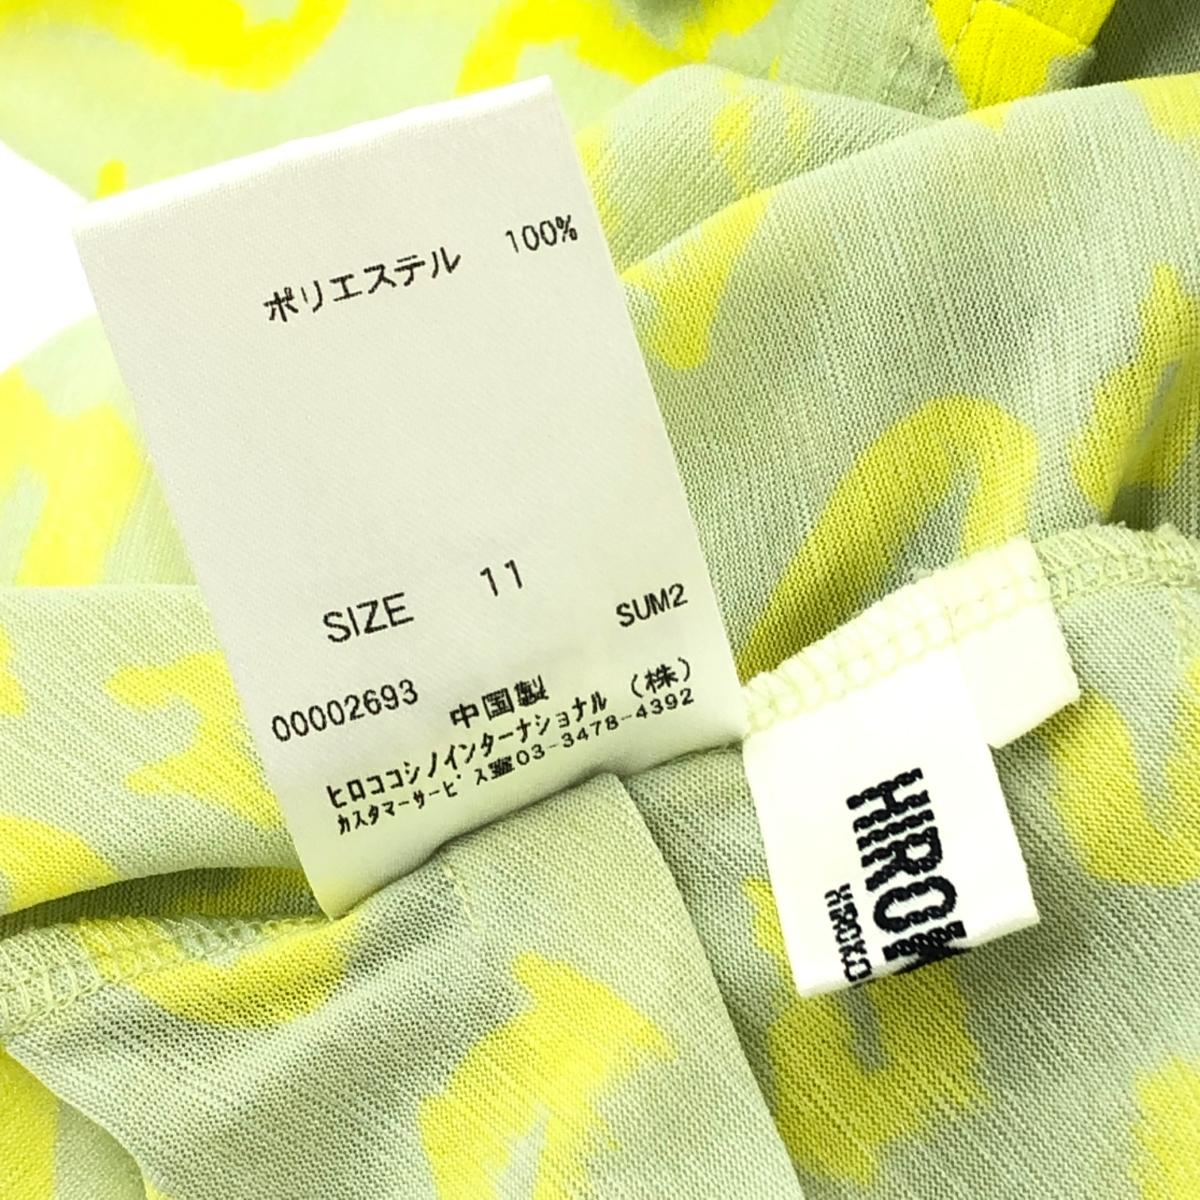 ポリエステル 100%
SIZE 11
SUM2
00002693 中国製
ヒロココシノインターナショナル(株)
カスタマーサービス室03-3478-4392
HIROK